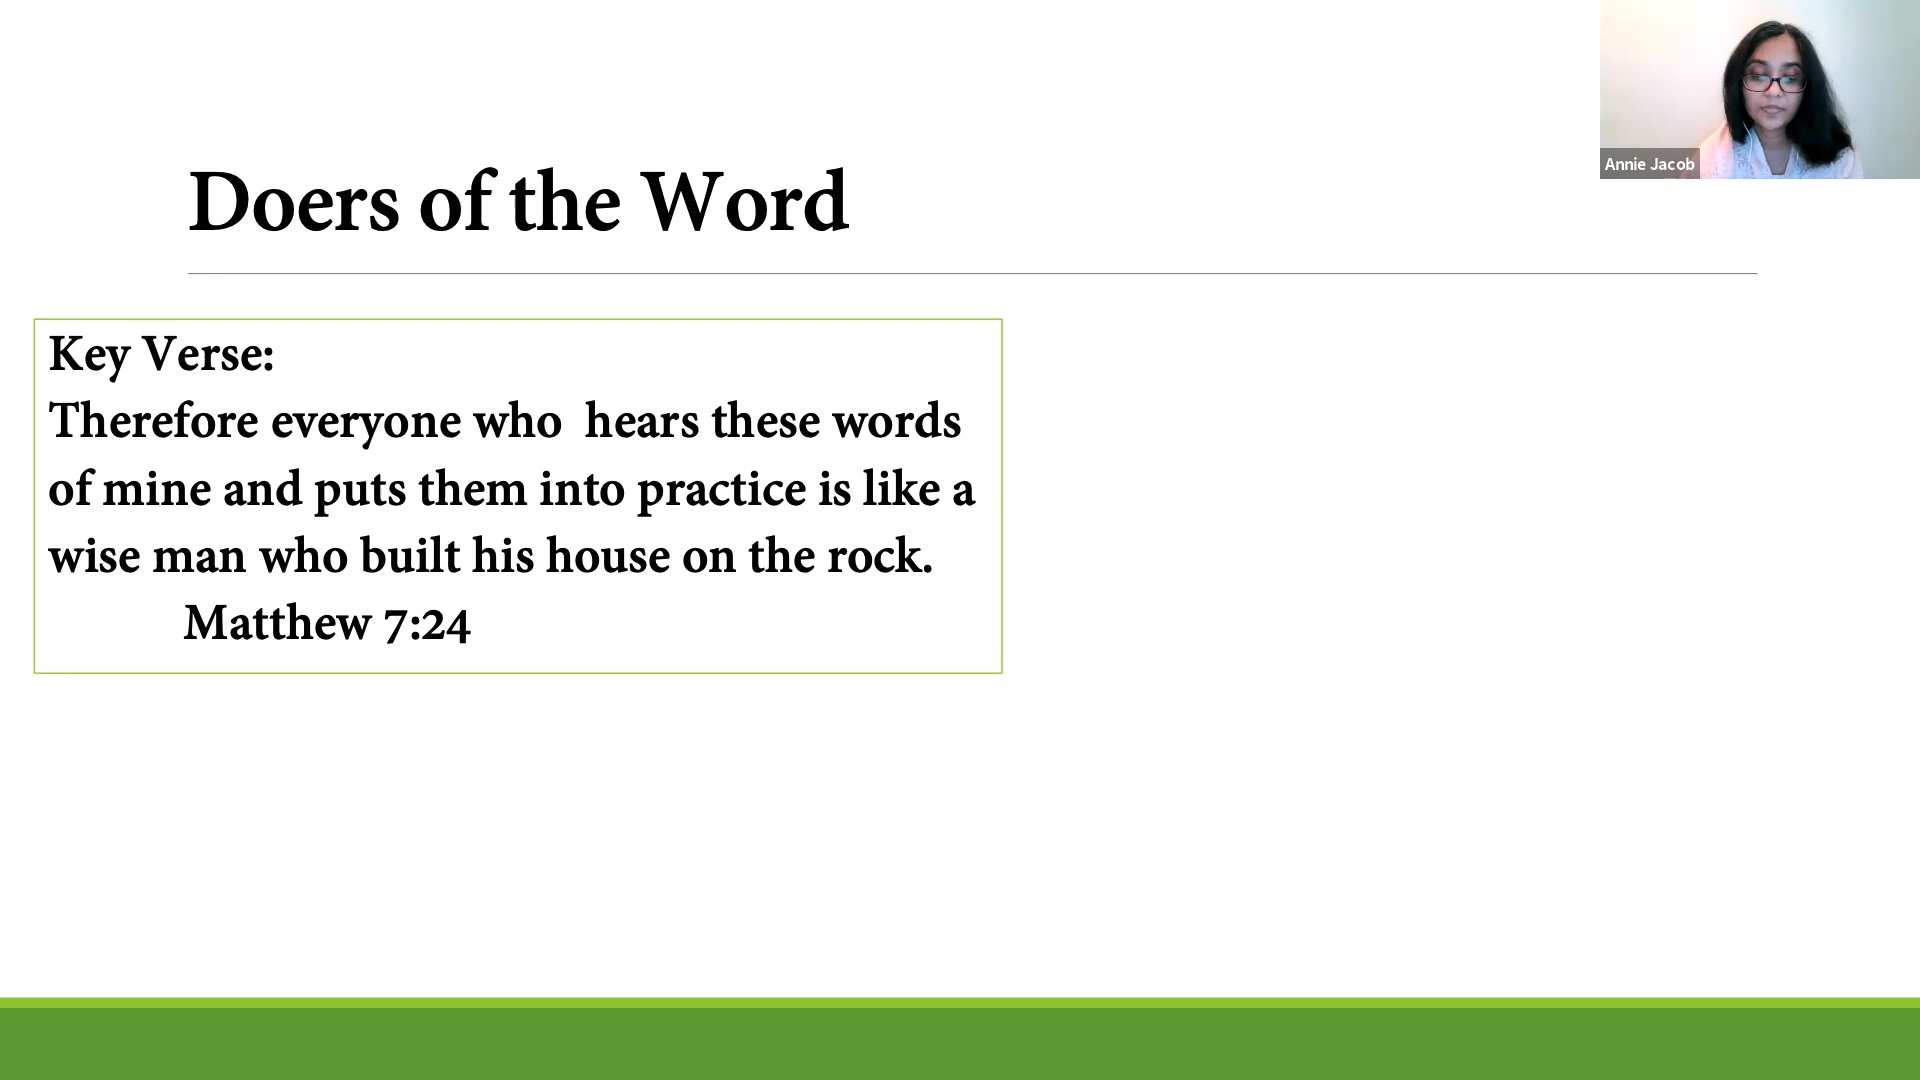 Annie Jacob
Doers of the Word
Key Verse:
Therefore everyone who  hears these words
of mine and puts them into practice is like a
wise man who built his house on the rock.
Matthew 7:24